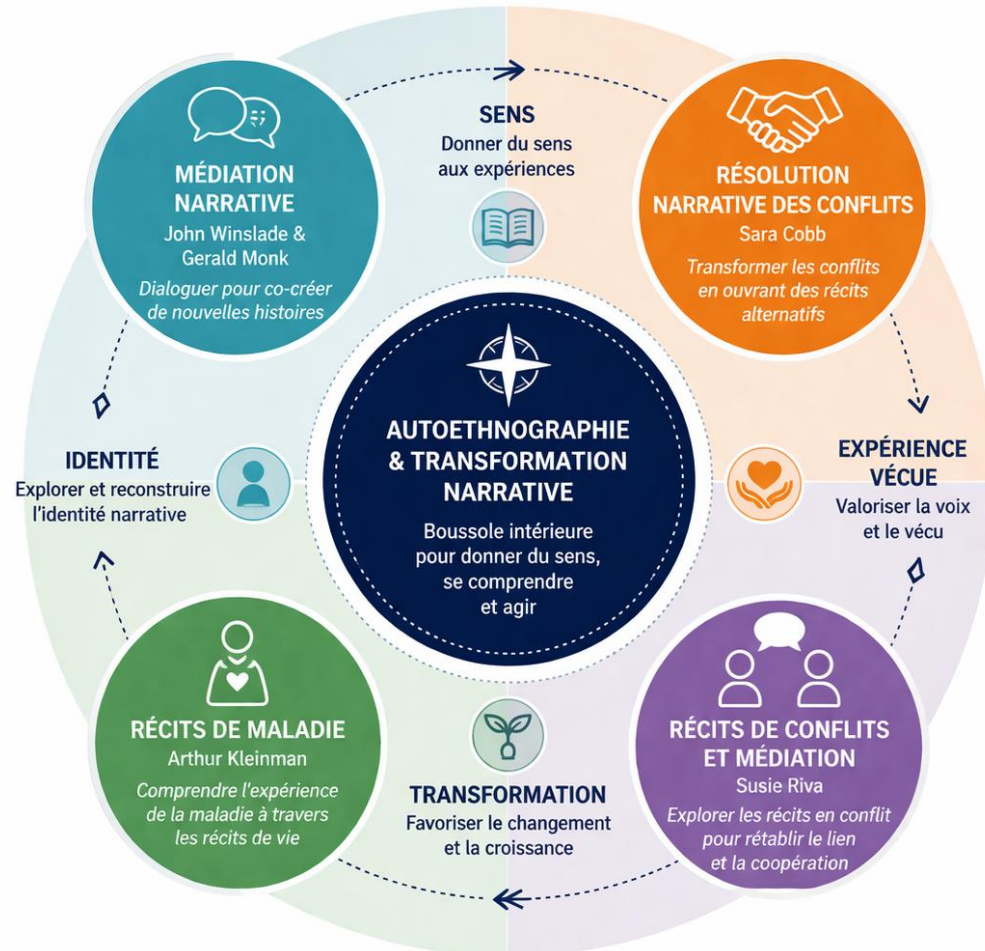 MÉDIATION
NARRATIVE
John Winslade &
Gerald Monk
Dialoguer pour co-créer
de nouvelles histoires
SENS
Donner du sens
aux expériences
RÉSOLUTION
NARRATIVE DES CONFLITS
Sara Cobb
Transformer les conflits
en ouvrant des récits
alternatifs
IDENTITÉ
Explorer et reconstruire
l'identité narrative
AUTOETHNOGRAPHIE
& TRANSFORMATION
NARRATIVE
Boussole intérieure
pour donner du sens,
se comprendre
et agir
EXPÉRIENCE
VÉCUE
Valoriser la voix
et le vécu
RÉCITS DE MALADIE
Arthur Kleinman
Comprendre l'expérience
de la maladie à travers
les récits de vie
TRANSFORMATION
Favoriser le changement
et la croissance
RÉCITS DE CONFLITS
ET MÉDIATION
Susie Riva
Explorer les récits en conflit
pour rétablir le lien
et la coopération